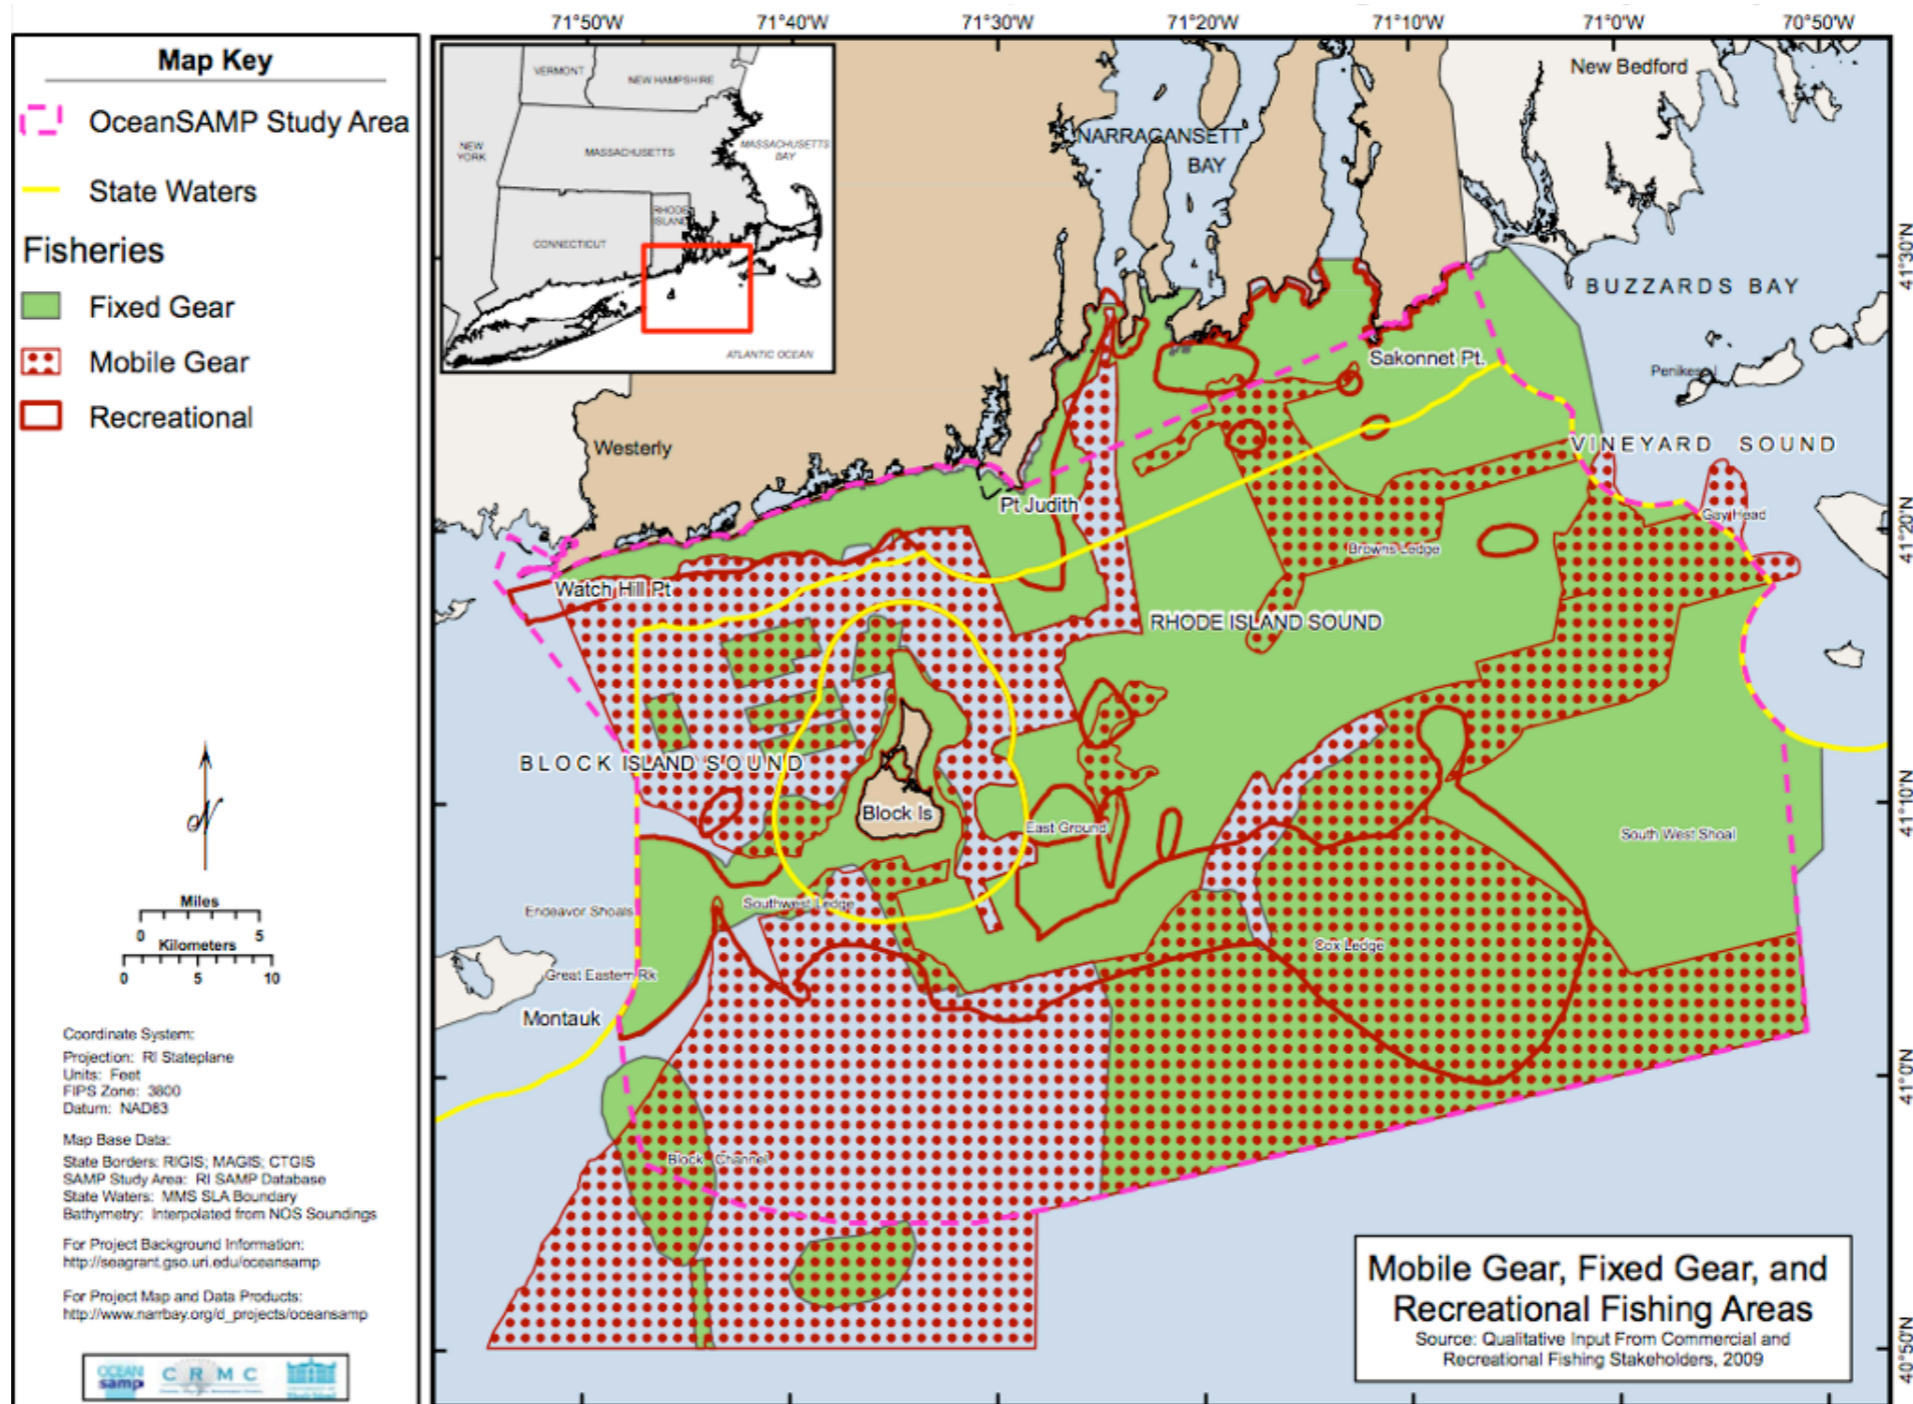 71°50'W 71°40'W 71°30'W 71°20'W 71°10'W 71°0'W 70°50'W
Map Key
OceanSAMP Study Area
State Waters
Fisheries
Fixed Gear
Mobile Gear
Recreational
VERMONT
NEW HAMPSHIRE
NEW
YORK
MASSACHUSETTS
MASSACHUSETTS
BAY
RHODE
ISLAND
CONNECTICUT
ATLANTIC OCEAN
New Bedford
NARRAGANSETT
BAY
BUZZARDS BAY
41°30'N
Sakonnet Pt.
Westerly
VINEYARD SOUND
Pt Judith
Gay Head
41°20'N
Browns Ledge
Watch Hill Pt
RHODE ISLAND SOUND
BLOCK ISLAND SOUND
Block Is
East Ground
South West Shoal
41°10'N
N
Miles
0 5
Kilometers
0 5 10
Endeavor Shoals
Southwest Ledge
Cox Ledge
Great Eastern Rk
Montauk
41°0'N
Block Channel
40°50'N
Coordinate System:
Projection: RI Stateplane
Units: Feet
FIPS Zone: 3800
Datum: NAD83
Map Base Data:
State Borders: RIGIS; MAGIS; CTGIS
SAMP Study Area: RI SAMP Database
State Waters: MMS SLA Boundary
Bathymetry: Interpolated from NOS Soundings
For Project Background Information:
http://seagrant.gso.uri.edu/oceansamp
For Project Map and Data Products:
http://www.narrbay.org/d_projects/oceansamp
OCEAN
samp
CRMC
Mobile Gear, Fixed Gear, and
Recreational Fishing Areas
Source: Qualitative Input From Commercial and
Recreational Fishing Stakeholders, 2009